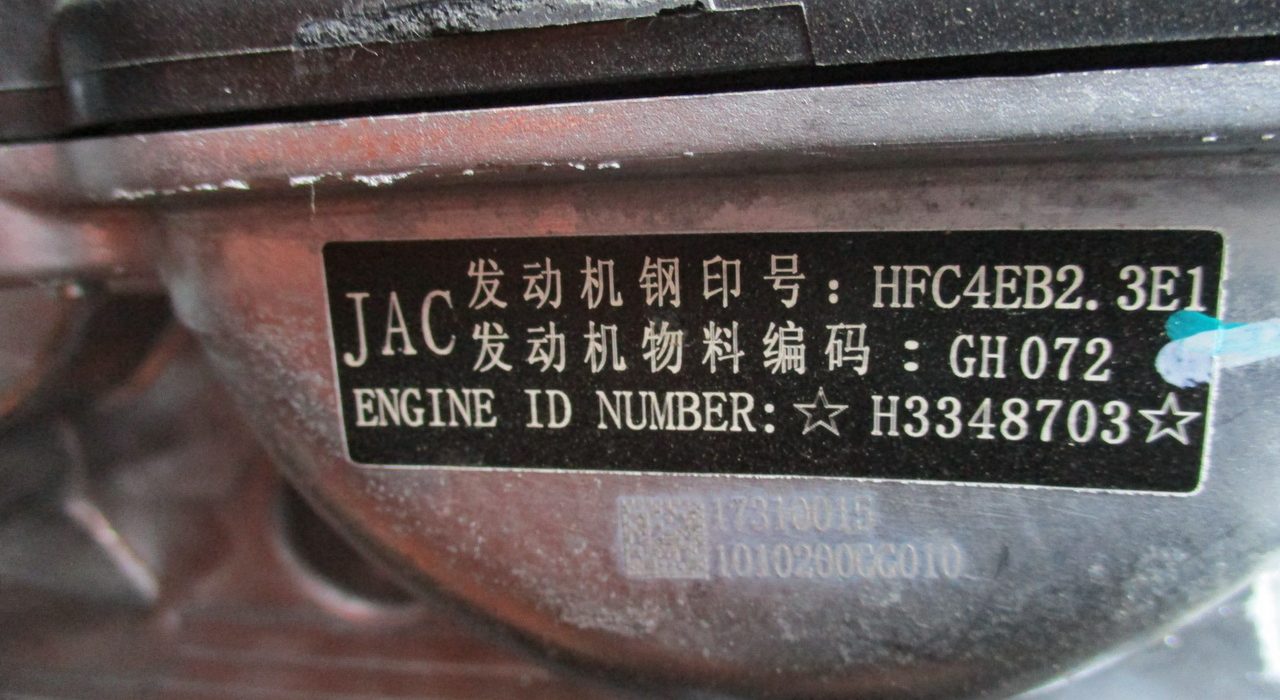 JAC
发动机钢印号：HFC4EB2.3E1
发动机物料编码：GH072
ENGINE ID NUMBER:☆H3348703☆
17310015